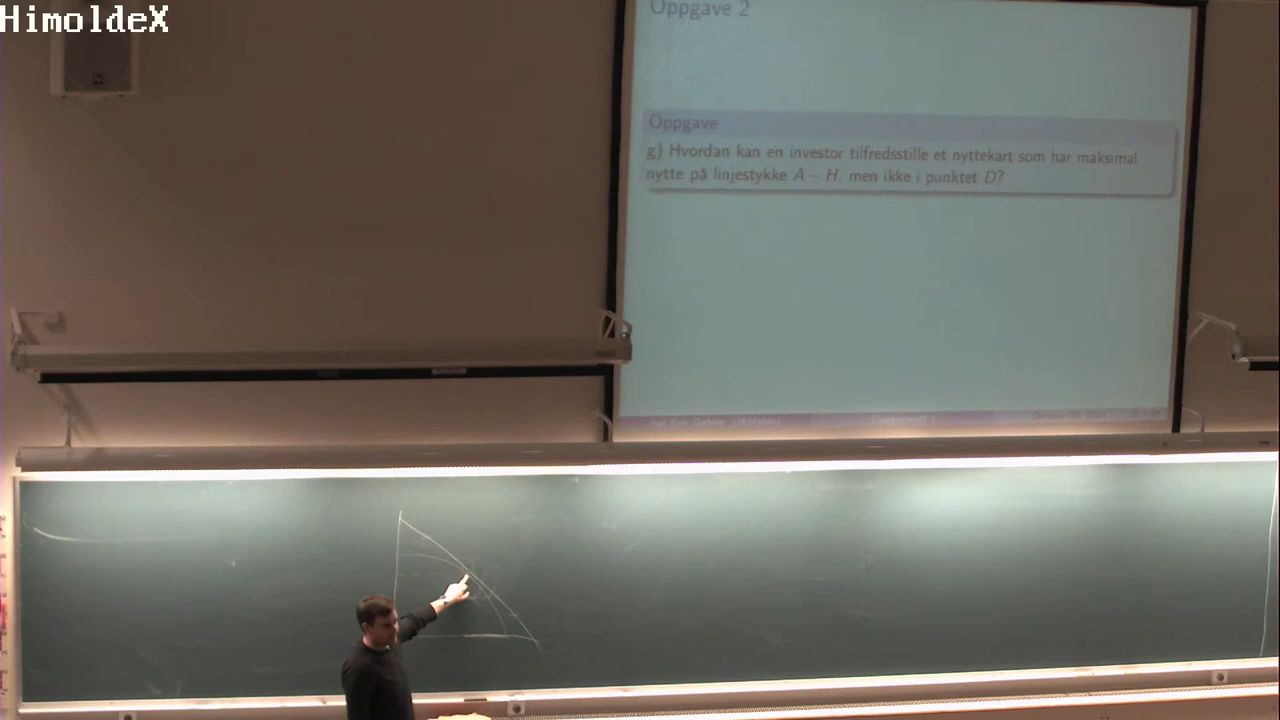 HimoldeX
Oppgave 2
Oppgave
g) Hvordan kan en investor tilfredsstille et nyttekart som har maksimal
nytte på linjestykke A – H, men ikke i punktet D?